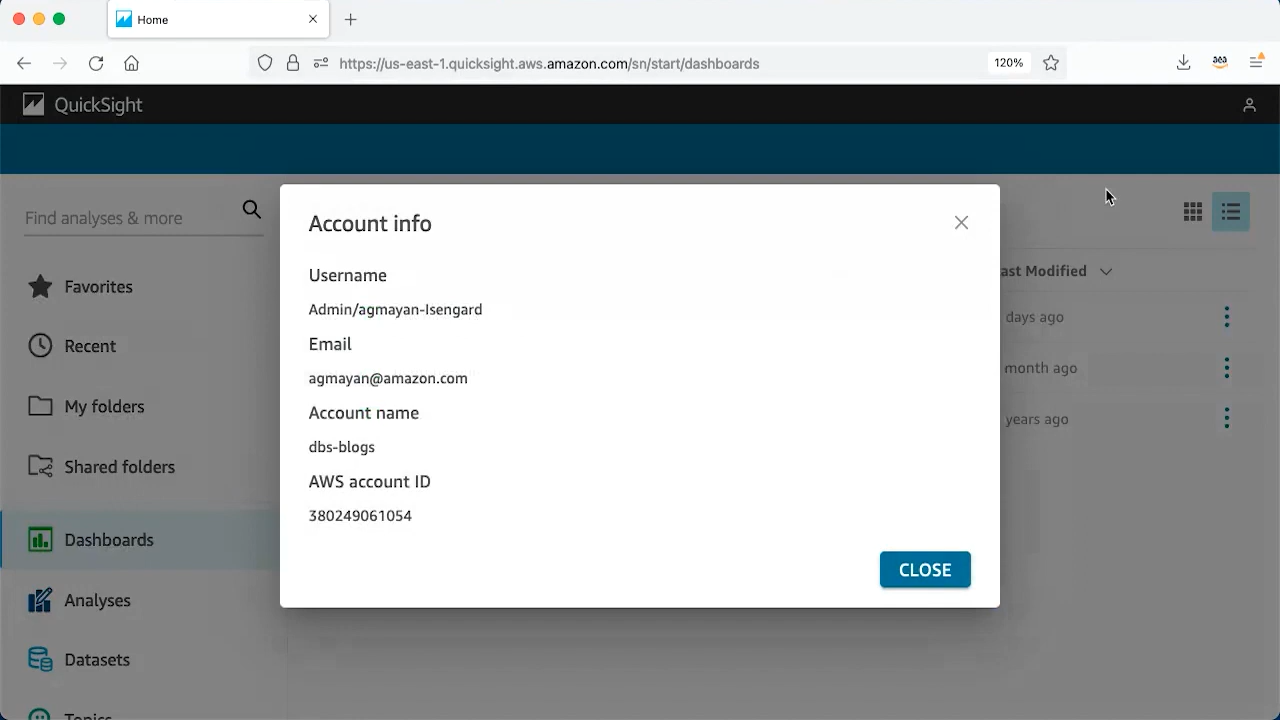 Home
https://us-east-1.quicksight.aws.amazon.com/sn/start/dashboards
120%
aea
QuickSight
Find analyses & more
Favorites
Recent
My folders
Shared folders
Dashboards
Analyses
Datasets
Topics
Account info
Username
Admin/agmayan-Isengard
Email
agmayan@amazon.com
Account name
dbs-blogs
AWS account ID
380249061054
CLOSE
ast Modified
days ago
month ago
years ago